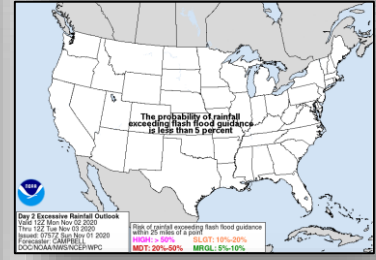 The probability of rainfall
exceeding flash flood guidance
is less than 5 percent
NOAA
Day 2 Excessive Rainfall Outlook
Valid 12Z Mon Nov 02 2020
Thru 12Z Tue Nov 03 2020
Issued: 0757Z Sun Nov 01 2020
Forecaster: CAMPBELL
DOC/NOAA/NWS/NCEP/WPC
Risk of rainfall exceeding flash flood guidance
within 25 miles of a point
HIGH: > 50% SLGT: 10%-20%
MDT: 20%-50% MRGL: 5%-10%